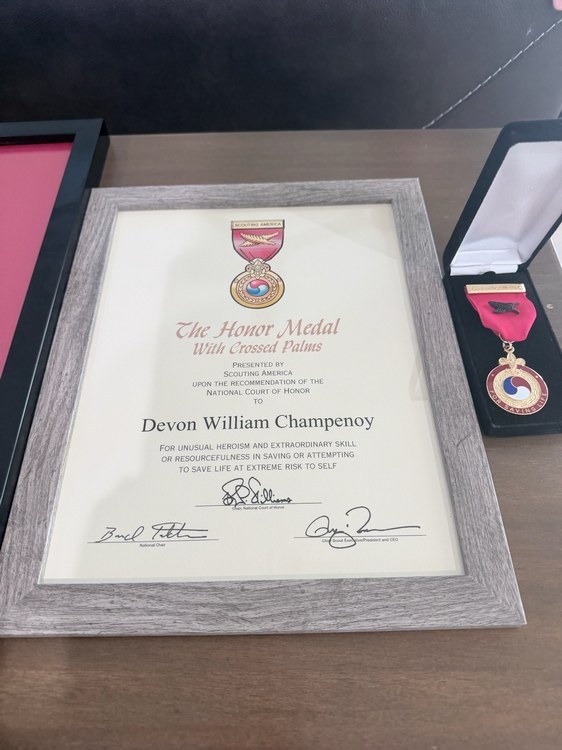 SCOUTING AMERICA
The Honor Medal
With Crossed Palms
PRESENTED BY
SCOUTING AMERICA
UPON THE RECOMMENDATION OF THE
NATIONAL COURT OF HONOR
TO
Devon William Champenoy
FOR UNUSUAL HEROISM AND EXTRAORDINARY SKILL
OR RESOURCEFULNESS IN SAVING OR ATTEMPTING
TO SAVE LIFE AT EXTREME RISK TO SELF
Chair, National Court of Honor
National Chair
Chief Scout Executive/President and CEO
FOR SAVING LIFE